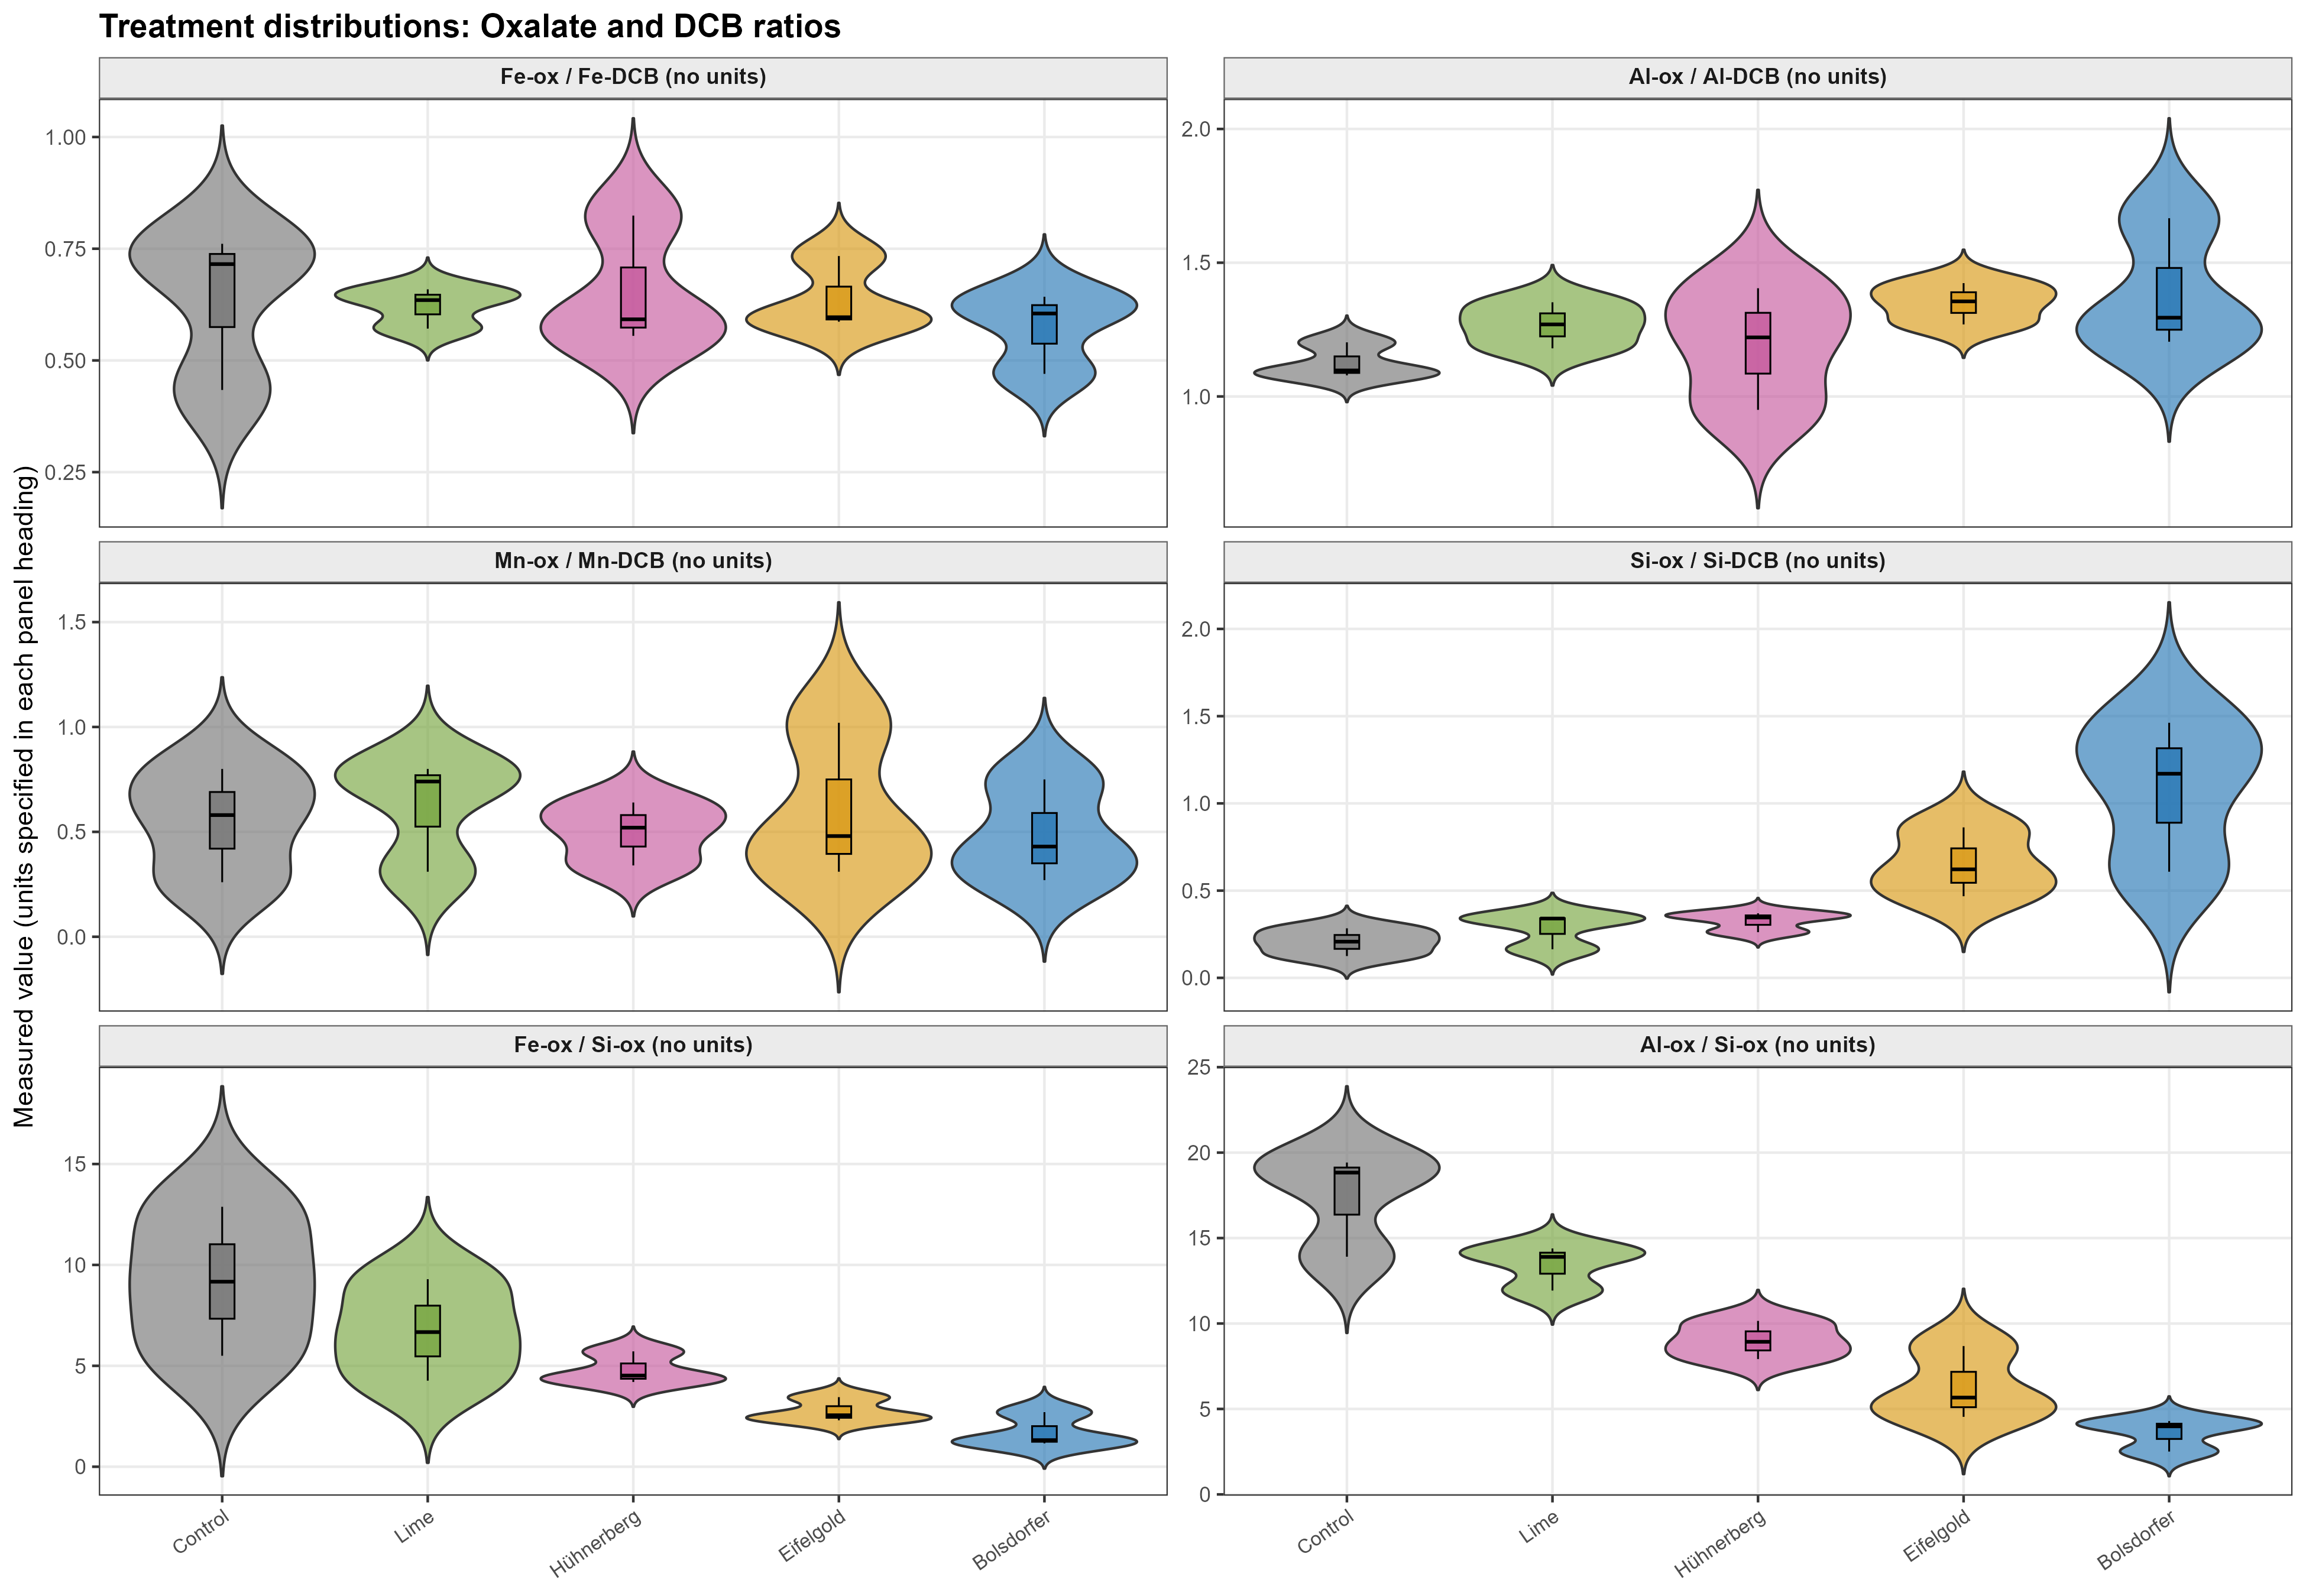 Treatment distributions: Oxalate and DCB ratios
Measured value (units specified in each panel heading)
Fe-ox / Fe-DCB (no units)
1.00
0.75
0.50
0.25
Al-ox / Al-DCB (no units)
2.0
1.5
1.0
Mn-ox / Mn-DCB (no units)
1.5
1.0
0.5
0.0
Si-ox / Si-DCB (no units)
2.0
1.5
1.0
0.5
0.0
Fe-ox / Si-ox (no units)
15
10
5
0
Control
Lime
Hühnerberg
Eifelgold
Bolsdorfer
Al-ox / Si-ox (no units)
25
20
15
10
5
0
Control
Lime
Hühnerberg
Eifelgold
Bolsdorfer